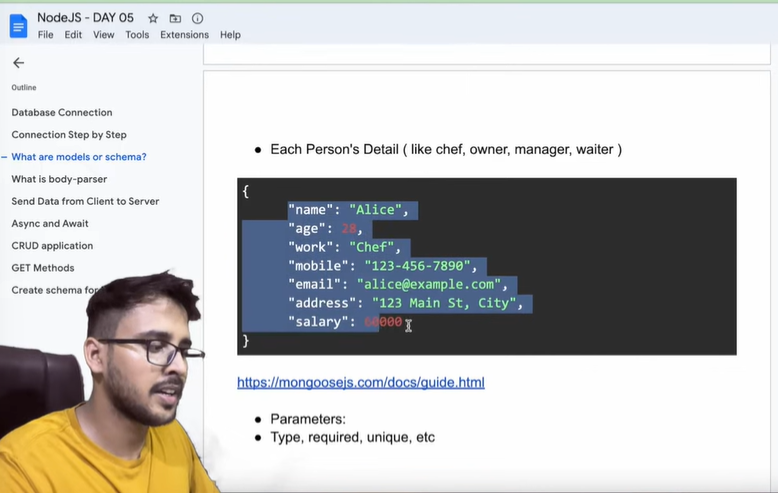 NodeJS - DAY 05
File Edit View Tools Extensions Help
Outline
Database Connection
Connection Step by Step
What are models or schema?
What is body-parser
Send Data from Client to Server
Async and Await
CRUD application
GET Methods
Create schema for
● Each Person's Detail ( like chef, owner, manager, waiter )
{
"name": "Alice",
"age": 28,
"work": "Chef",
"mobile": "123-456-7890",
"email": "alice@example.com",
"address": "123 Main St, City",
"salary": 60000
}
https://mongoosejs.com/docs/guide.html
● Parameters:
● Type, required, unique, etc